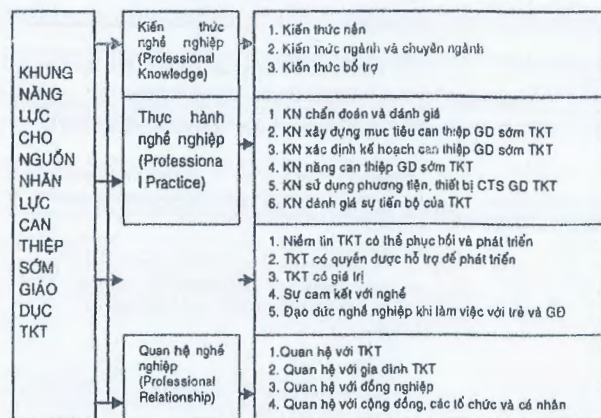 KHUNG
NĂNG
LỰC
CHO
NGUỒN
NHÂN
LỰC
CAN
THIỆP
SỚM
GIÁO
DỤC
TKT
Kiến thức
nghề nghiệp
(Professional
Knowledge)
1. Kiến thức nền
2. Kiến thức ngành và chuyên ngành
3. Kiến thức bổ trợ
Thực hành
nghề nghiệp
(Professiona
l Practice)
1 KN chẩn đoán và đánh giá
2. KN xây dựng mục tiêu can thiệp GD sớm TKT
3. KN xác định kế hoạch can thiệp GD sớm TKT
4. KN năng can thiệp GD sớm TKT
5. KN sử dụng phương tiện, thiết bị CTS GD TKT
6. KN đánh giá sự tiến bộ của TKT
1. Niềm tin TKT có thể phục hồi và phát triển
2. TKT có quyền được hỗ trợ để phát triển
3. TKT có giá trị
4. Sự cam kết với nghề
5. Đạo đức nghề nghiệp khi làm việc với trẻ và GĐ
Quan hệ nghề
nghiệp
(Professional
Relationship)
1.Quan hệ với TKT
2. Quan hệ với gia đình TKT
3. Quan hệ với đồng nghiệp
4. Quan hệ với cộng đồng, các tổ chức và cá nhân